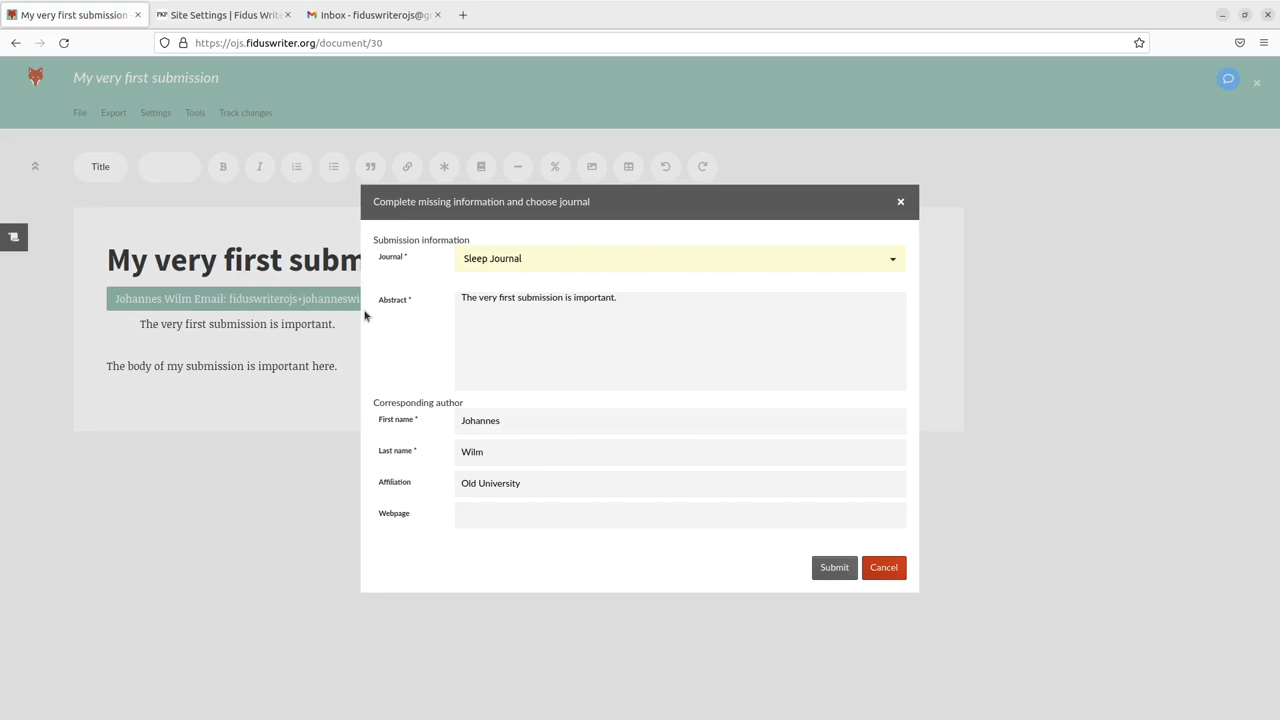 My very first submission
Site Settings | Fidus Write
Inbox - fiduswriterojs@g
https://ojs.fiduswriter.org/document/30
My very first submission
File Export Settings Tools Track changes
Title
Complete missing information and choose journal
Submission information
Journal *
Sleep Journal
My very first subm
Johannes Wilm Email: fiduswriterojs+johanneswi
The very first submission is important.
The body of my submission is important here.
Abstract *
The very first submission is important.
Corresponding author
First name *
Johannes
Last name *
Wilm
Affiliation
Old University
Webpage
Submit
Cancel